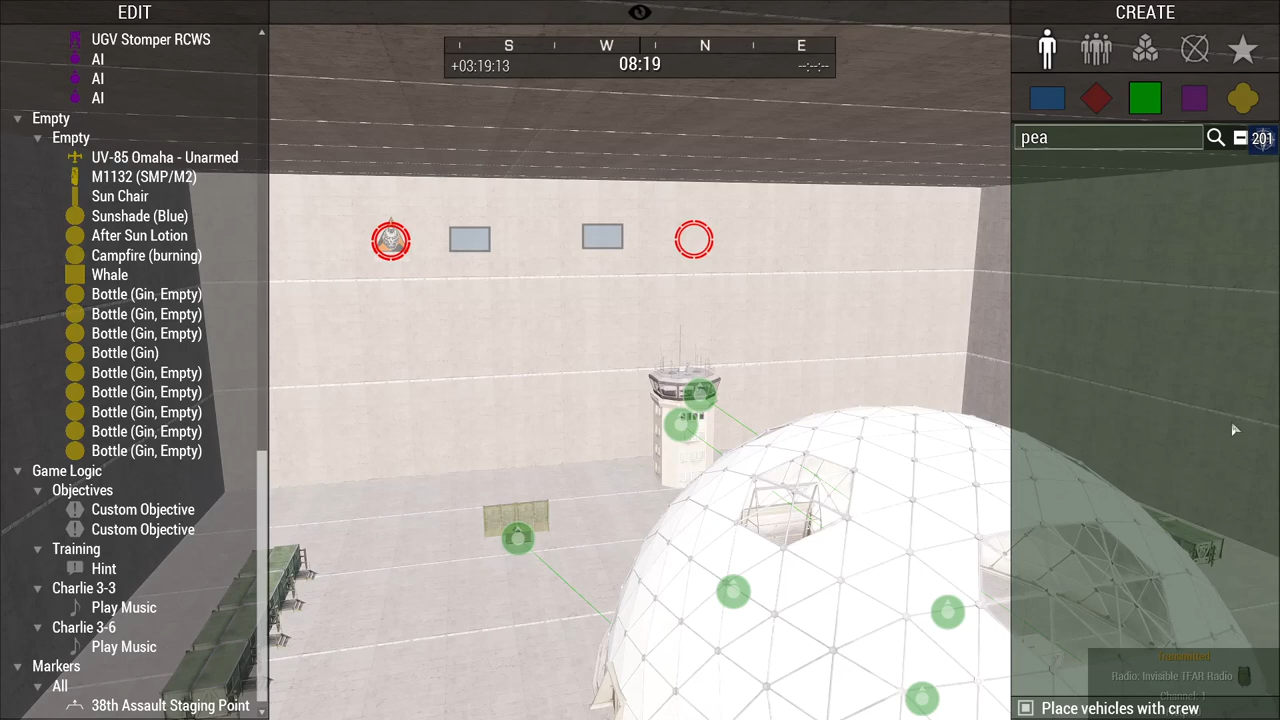 EDIT
UGV Stomper RCWS
AI
AI
AI
Empty
Empty
UV-85 Omaha - Unarmed
M1132 (SMP/M2)
Sun Chair
Sunshade (Blue)
After Sun Lotion
Campfire (burning)
Whale
Bottle (Gin, Empty)
Bottle (Gin, Empty)
Bottle (Gin, Empty)
Bottle (Gin)
Bottle (Gin, Empty)
Bottle (Gin, Empty)
Bottle (Gin, Empty)
Bottle (Gin, Empty)
Bottle (Gin, Empty)
Game Logic
Objectives
Custom Objective
Custom Objective
Training
Hint
Charlie 3-3
Play Music
Charlie 3-6
Play Music
Markers
All
38th Assault Staging Point
S W N E
+03:19:13 08:19 --:--:--
CREATE
pea
201
Transmitted
Radio: Invisible TFAR Radio
Channel: 1
Place vehicles with crew